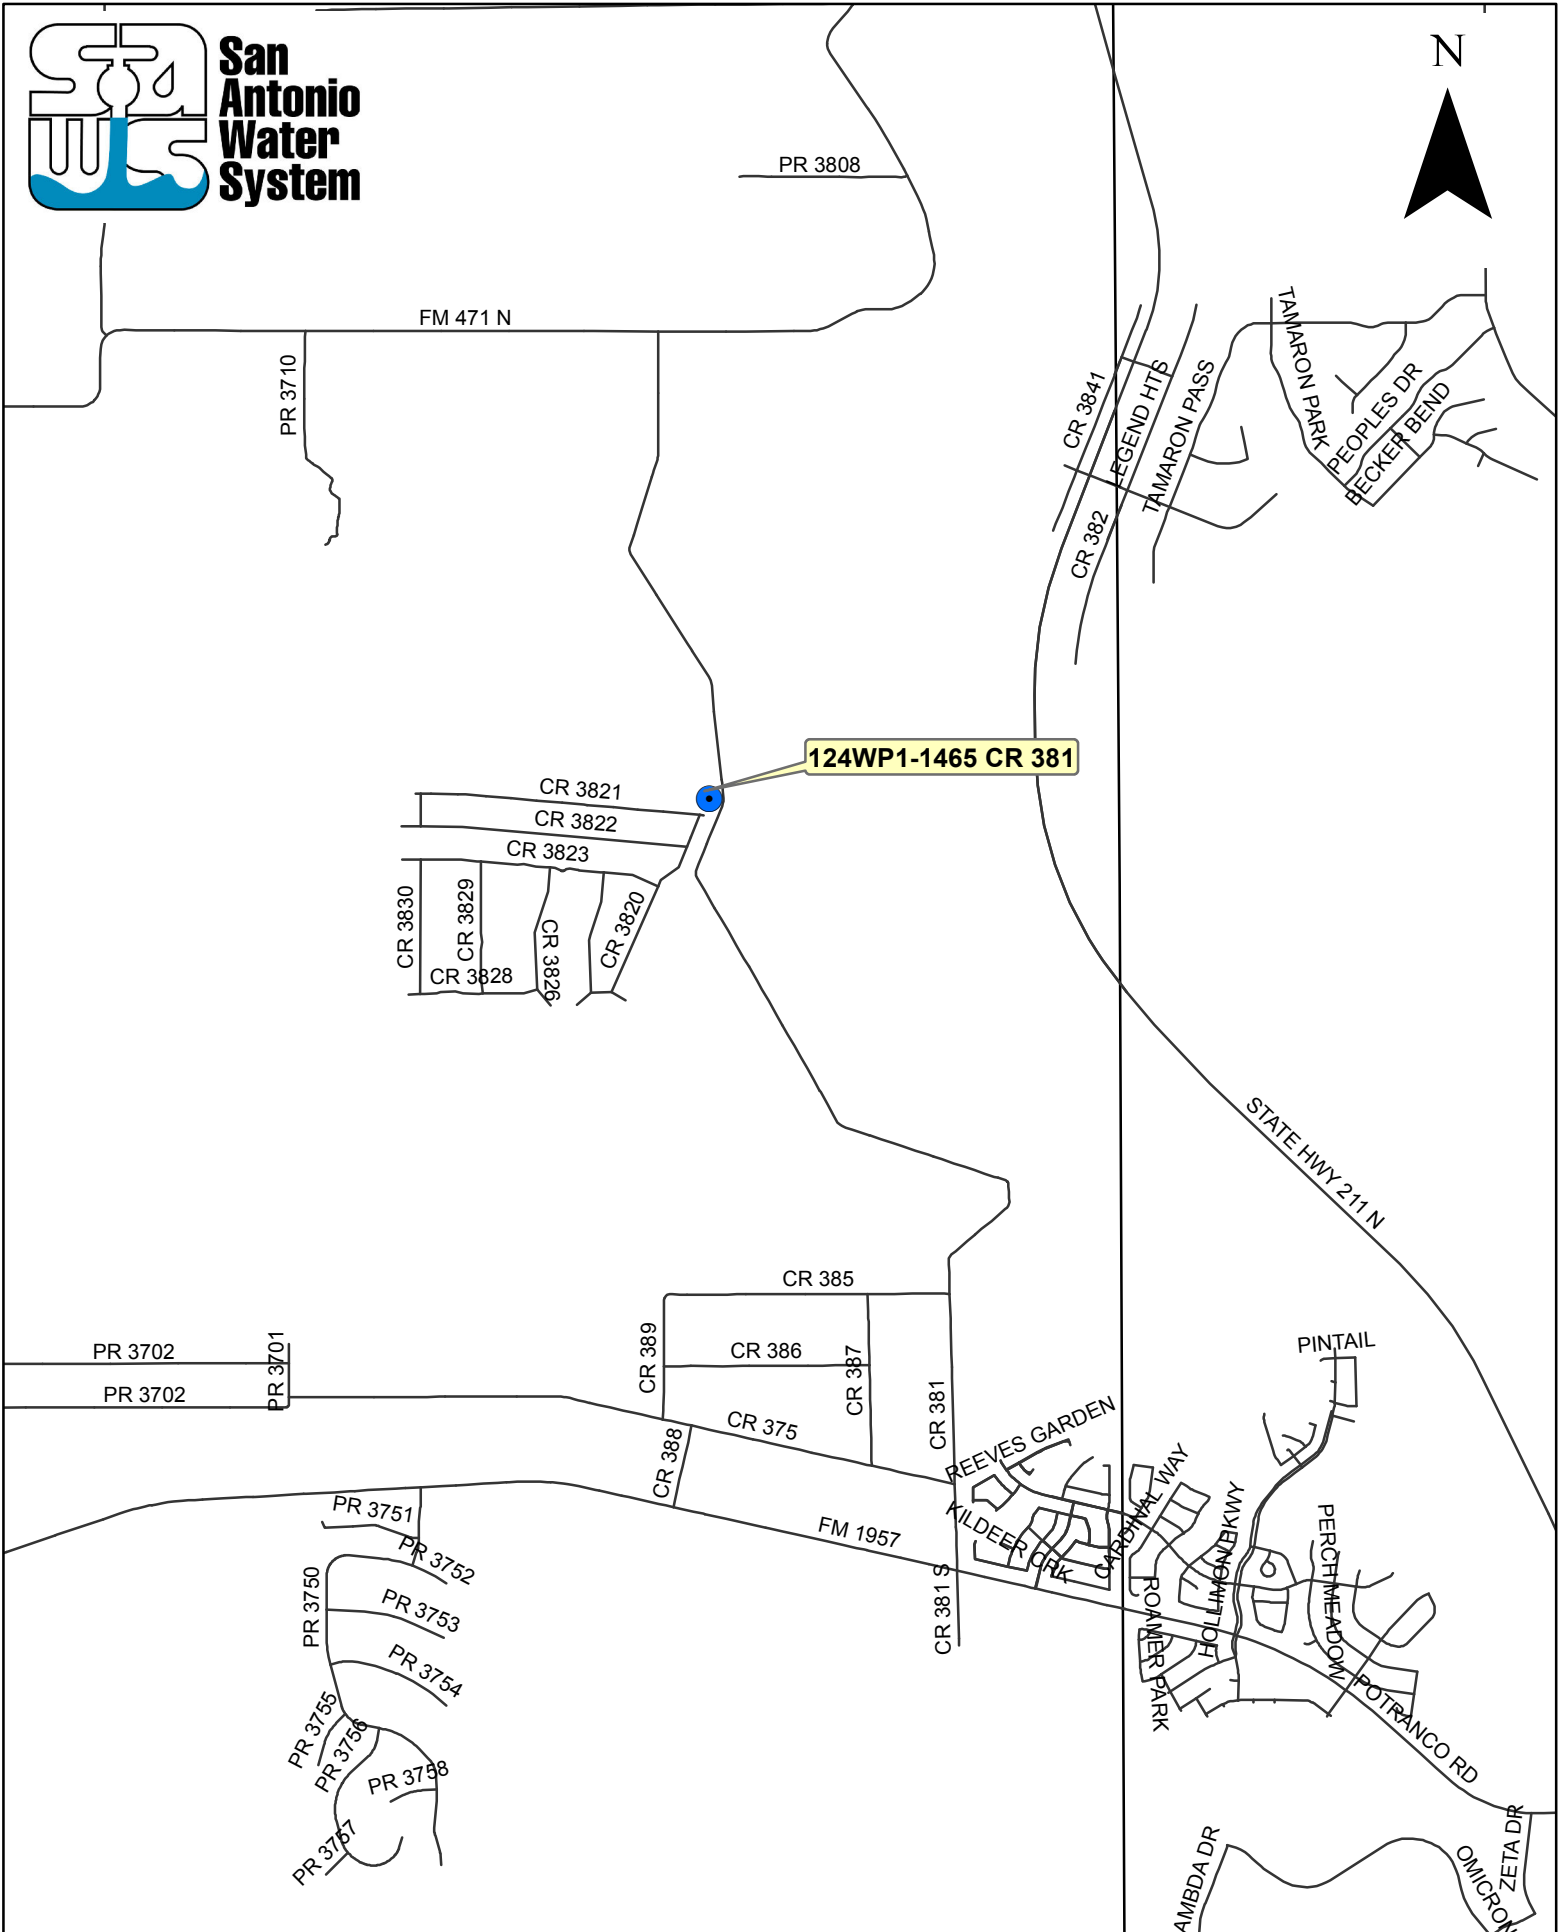 San
Antonio
Water
System
N
PR 3808
FM 471 N
PR 3710
CR 3841
LEGEND HTS
TAMARON PASS
TAMARON PARK
PEOPLES DR
BECKER BEND
CR 382
124WP1-1465 CR 381
CR 3821
CR 3822
CR 3823
CR 3830
CR 3829
CR 3826
CR 3820
CR 3828
STATE HWY 211 N
CR 385
CR 389
CR 386
CR 387
CR 381
PR 3702
PR 3701
PR 3702
CR 375
CR 388
PINTAIL
REEVES GARDEN
KILDEER CRK
CARDINAL WAY
HOLLIMON PKWY
PERCH MEADOW
ROAMER PARK
FM 1957
CR 381 S
PR 3751
PR 3752
PR 3750
PR 3753
PR 3754
PR 3755
PR 3756
PR 3758
PR 3757
POTRANCO RD
ZETA DR
OMICRON
AMBDA DR